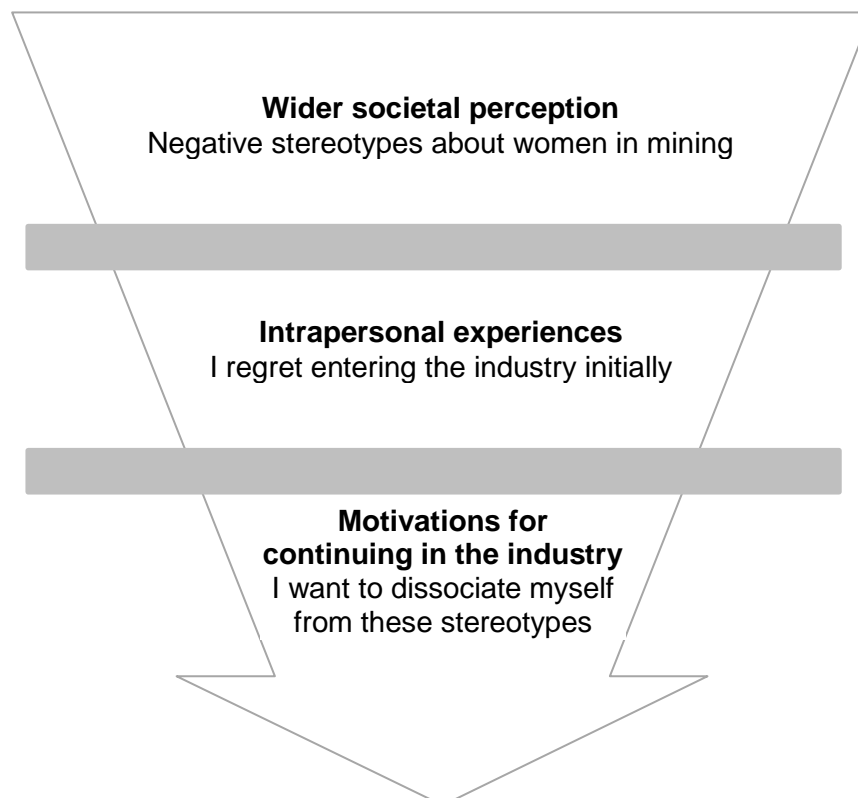 Wider societal perception
Negative stereotypes about women in mining
Intrapersonal experiences
I regret entering the industry initially
Motivations for
continuing in the industry
I want to dissociate myself
from these stereotypes